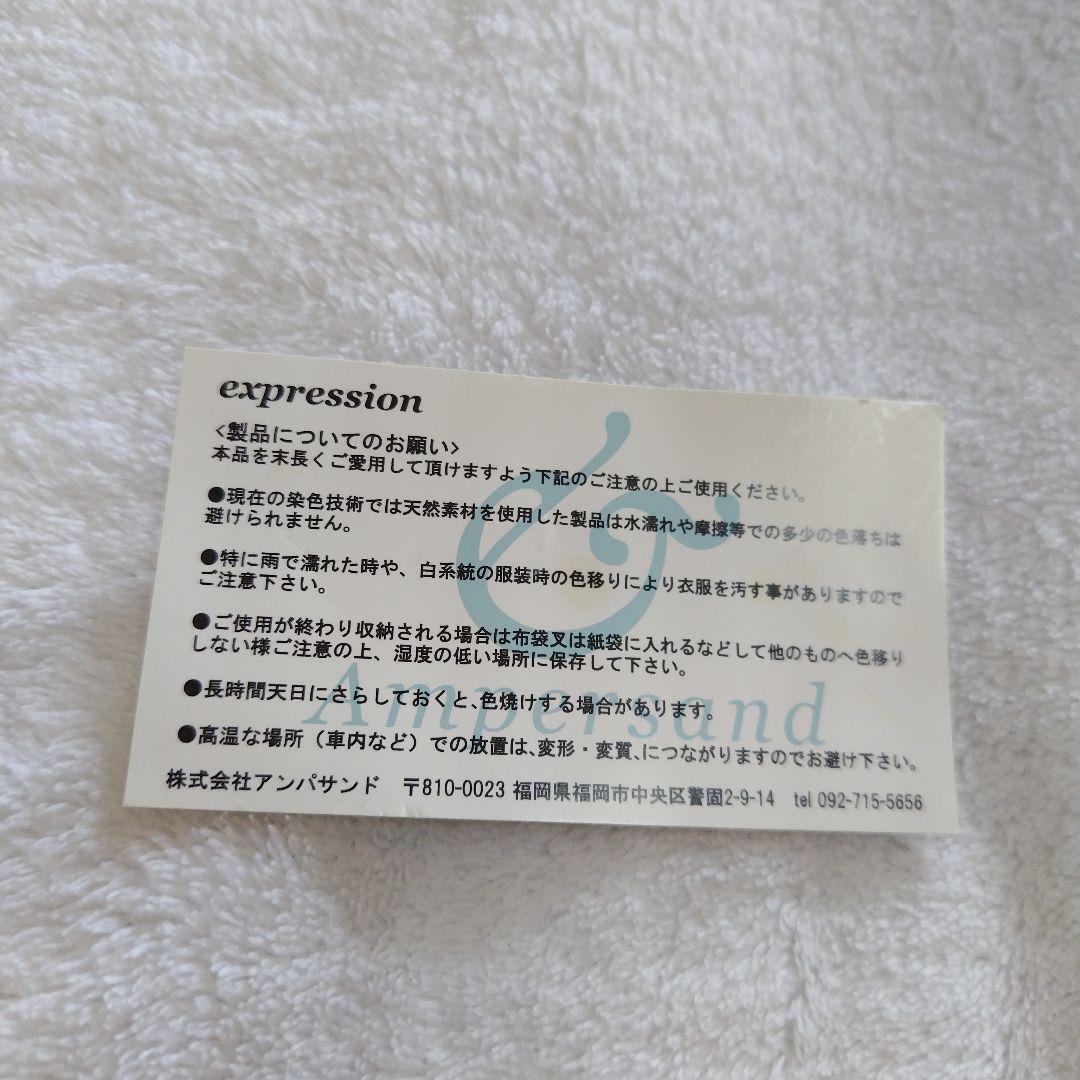 expression
<製品についてのお願い>
本品を末長くご愛用して頂けますよう下記のご注意の上ご使用ください。
●現在の染色技術では天然素材を使用した製品は水濡れや摩擦等での多少の色落ちは
避けられません。
●特に雨で濡れた時や、白系統の服装時の色移りにより衣服を汚す事がありますので
ご注意下さい。
●ご使用が終わり収納される場合は布袋叉は紙袋に入れるなどして他のものへ色移り
しない様ご注意の上、湿度の低い場所に保存して下さい。
●長時間天日にさらしておくと､色焼けする場合があります。
●高温な場所（車内など）での放置は､変形・変質､につながりますのでお避け下さい。
株式会社アンパサンド 〒810-0023 福岡県福岡市中央区警固2-9-14 tel 092-715-5656
&
Ampersand